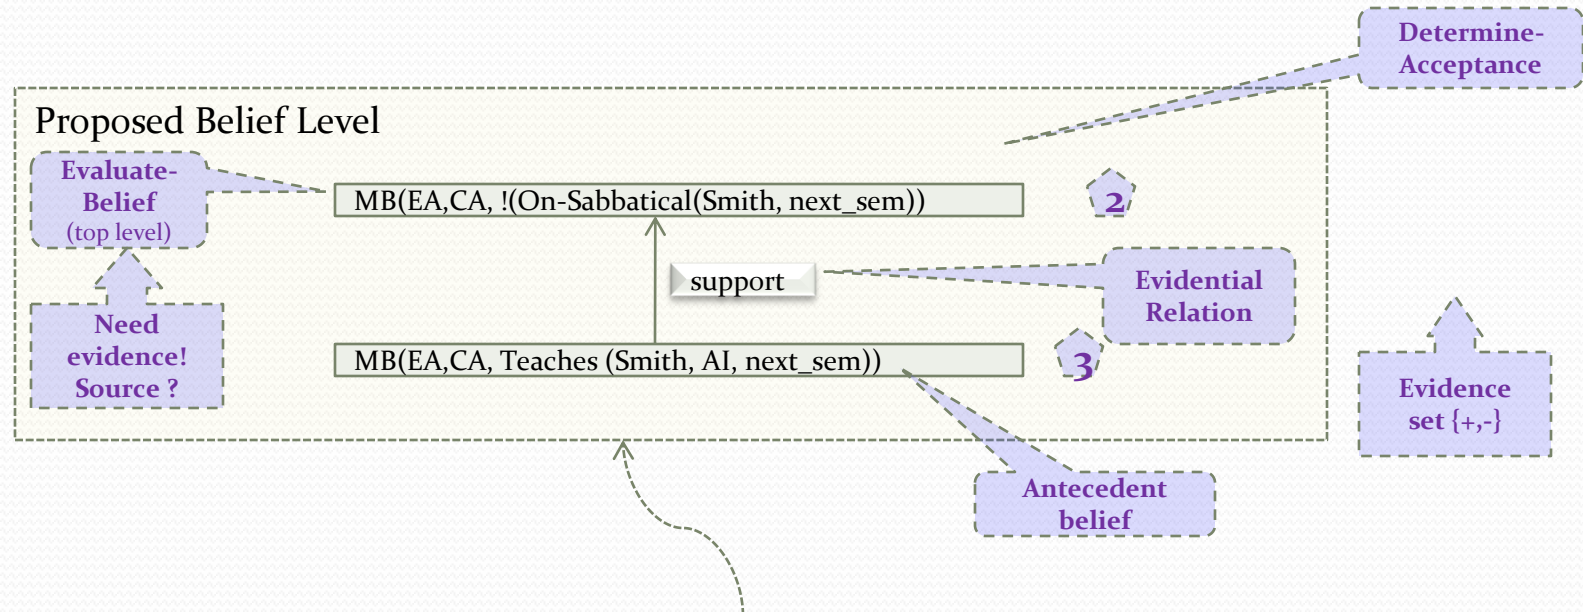 Determine-
Acceptance
Proposed Belief Level
Evaluate-
Belief
(top level)
MB(EA,CA, !(On-Sabbatical(Smith, next_sem))
2
support
Evidential
Relation
Need
evidence!
Source ?
MB(EA,CA, Teaches (Smith, AI, next_sem))
3
Evidence
set {+,-}
Antecedent
belief